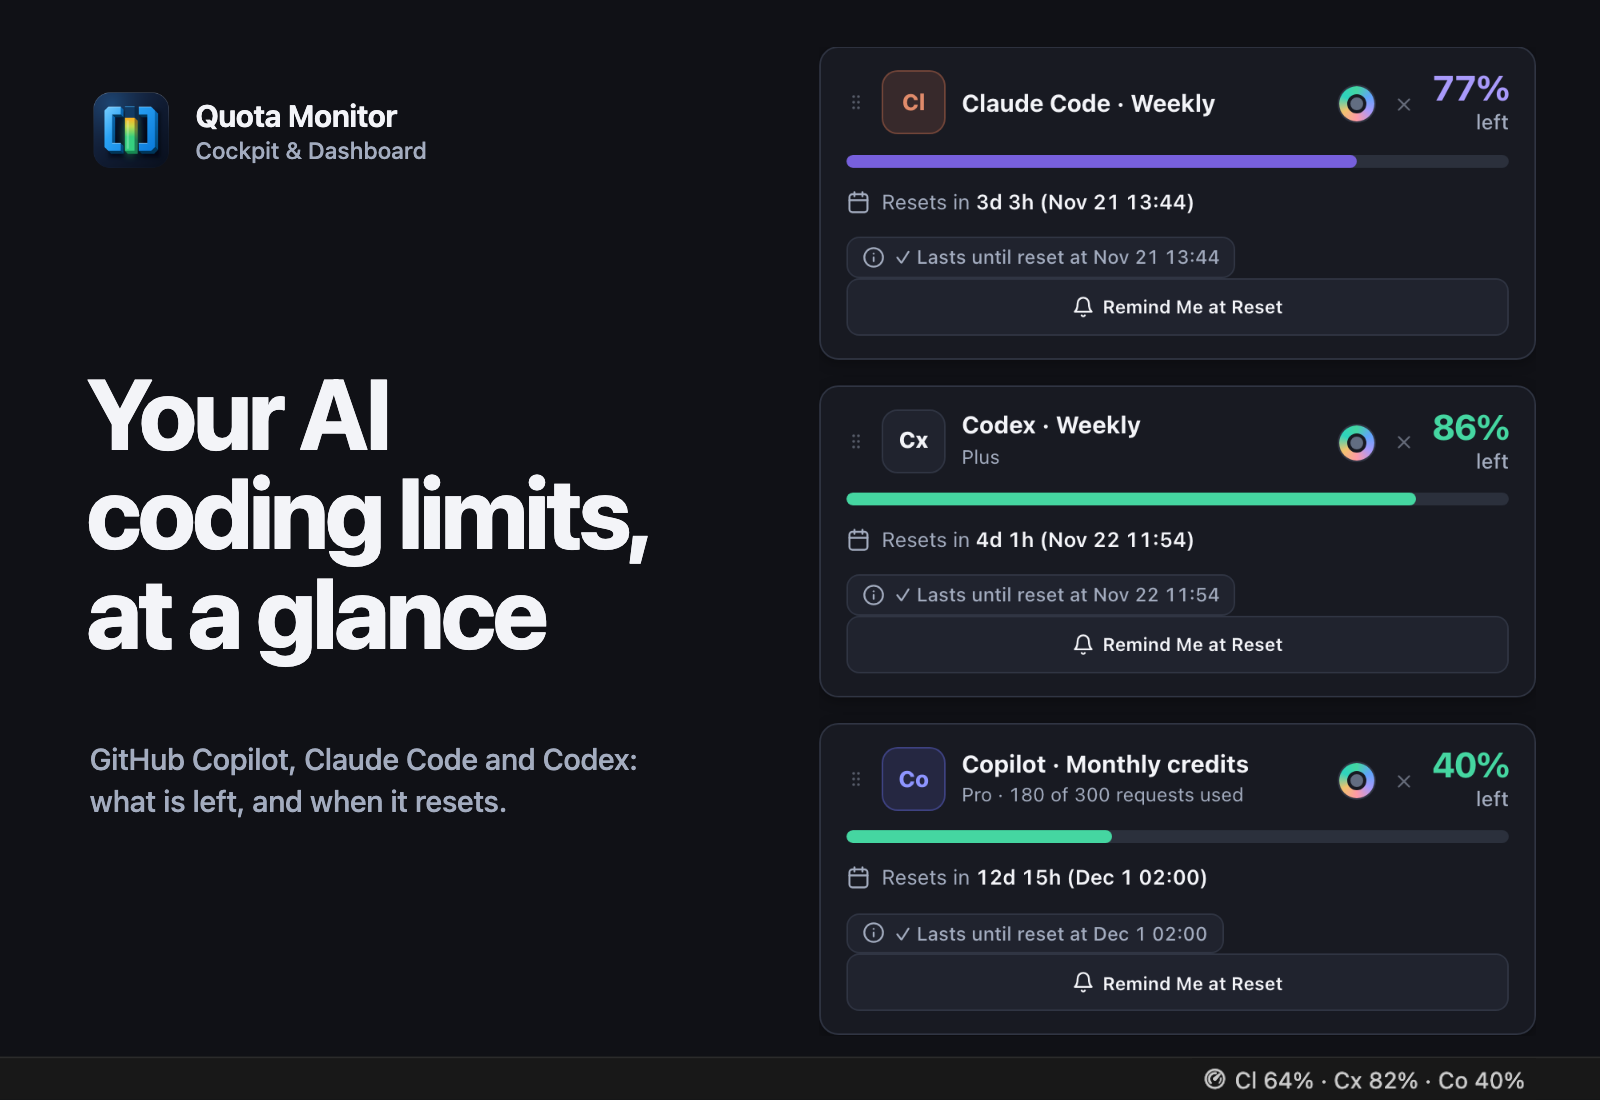 Quota Monitor
Cockpit & Dashboard
Your AI
coding limits,
at a glance
GitHub Copilot, Claude Code and Codex:
what is left, and when it resets.
Cl
Claude Code · Weekly
77%
left
Resets in 3d 3h (Nov 21 13:44)
✓ Lasts until reset at Nov 21 13:44
Remind Me at Reset
Cx
Codex · Weekly
Plus
86%
left
Resets in 4d 1h (Nov 22 11:54)
✓ Lasts until reset at Nov 22 11:54
Remind Me at Reset
Co
Copilot · Monthly credits
Pro · 180 of 300 requests used
40%
left
Resets in 12d 15h (Dec 1 02:00)
✓ Lasts until reset at Dec 1 02:00
Remind Me at Reset
Cl 64% · Cx 82% · Co 40%